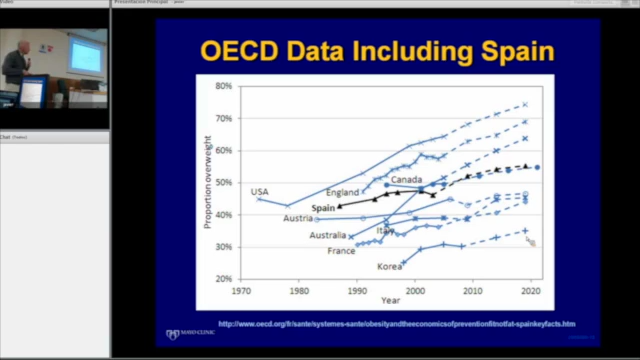 Video
Presentación Principal
Chat
OECD Data Including Spain
80%
70%
60%
50%
40%
30%
20%
Proportion overweight
USA
England
Canada
Spain
Austria
Australia
Italy
France
Korea
1970
1980
1990
2000
2010
2020
Year
http://www.oecd.org/fr/sante/systemes-sante/obesityandtheeconomicsofpreventionfitnotfat-spainkeyfacts.htm
MAYO CLINIC